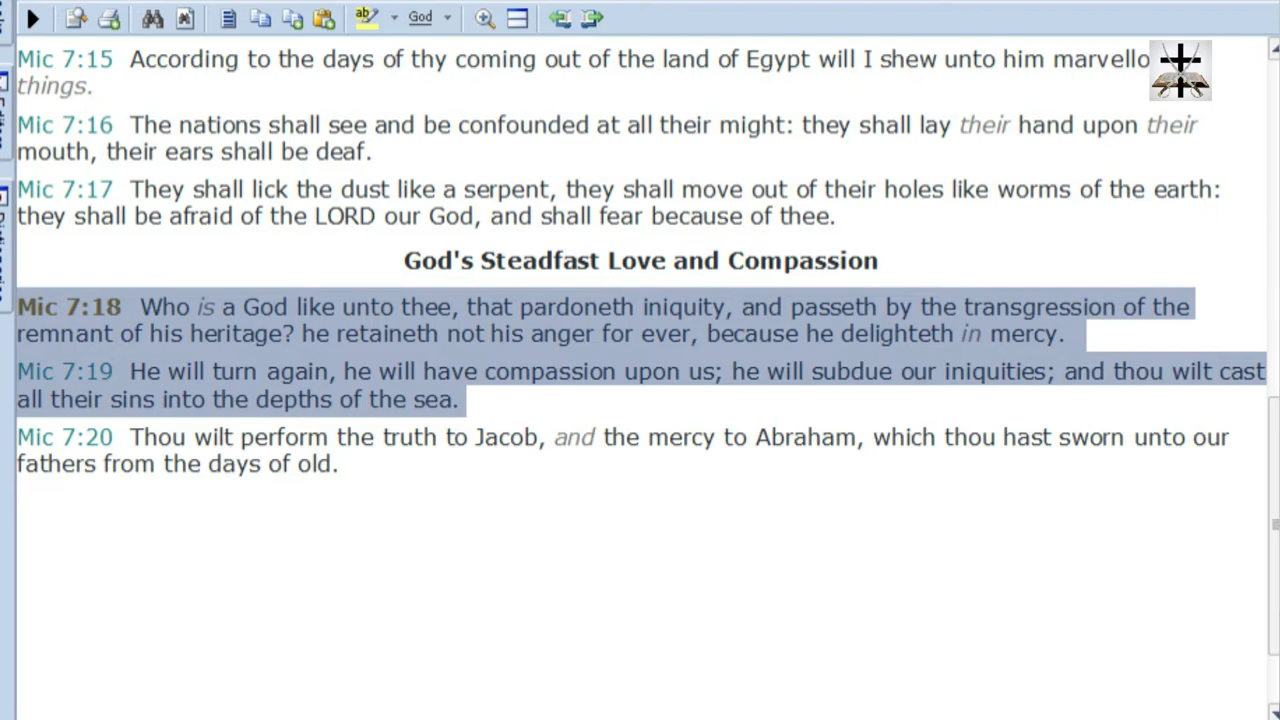 God
Mic 7:15 According to the days of thy coming out of the land of Egypt will I shew unto him
things.
Mic 7:16 The nations shall see and be confounded at all their might: they shall lay their hand upon their
mouth, their ears shall be deaf.
Mic 7:17 They shall lick the dust like a serpent, they shall move out of their holes like worms of the earth:
they shall be afraid of the LORD our God, and shall fear because of thee.
God's Steadfast Love and Compassion
Mic 7:18 Who is a God like unto thee, that pardoneth iniquity, and passeth by the transgression of the
remnant of his heritage? he retaineth not his anger for ever, because he delighteth in mercy.
Mic 7:19 He will turn again, he will have compassion upon us; he will subdue our iniquities; and thou wilt cast
all their sins into the depths of the sea.
Mic 7:20 Thou wilt perform the truth to Jacob, and the mercy to Abraham, which thou hast sworn unto our
fathers from the days of old.